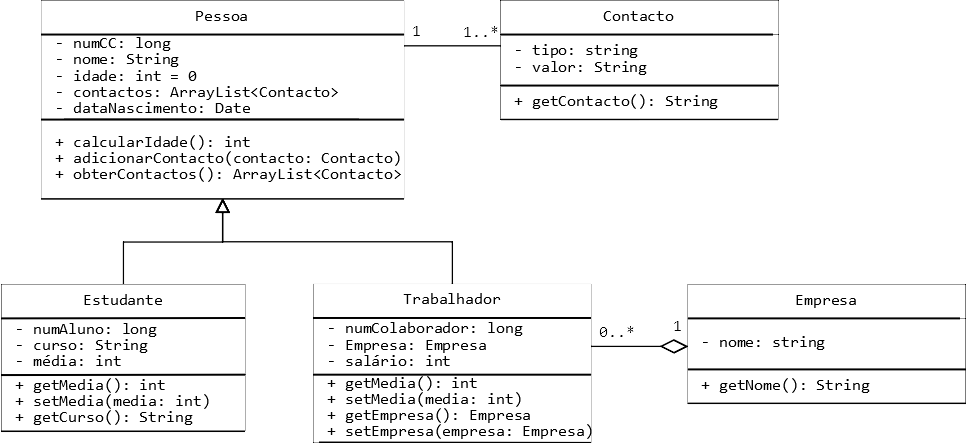 Pessoa
- numCC: long
- nome: String
- idade: int = 0
- contactos: ArrayList<Contacto>
- dataNascimento: Date
+ calcularIdade(): int
+ adicionarContacto(contacto: Contacto)
+ obterContactos(): ArrayList<Contacto>
1
1..*
Contacto
- tipo: string
- valor: String
+ getContacto(): String
Estudante
- numAluno: long
- curso: String
- média: int
+ getMedia(): int
+ setMedia(media: int)
+ getCurso(): String
Trabalhador
- numColaborador: long
- Empresa: Empresa
- salário: int
+ getMedia(): int
+ setMedia(media: int)
+ getEmpresa(): Empresa
+ setEmpresa(empresa: Empresa)
0..*
1
Empresa
- nome: string
+ getNome(): String